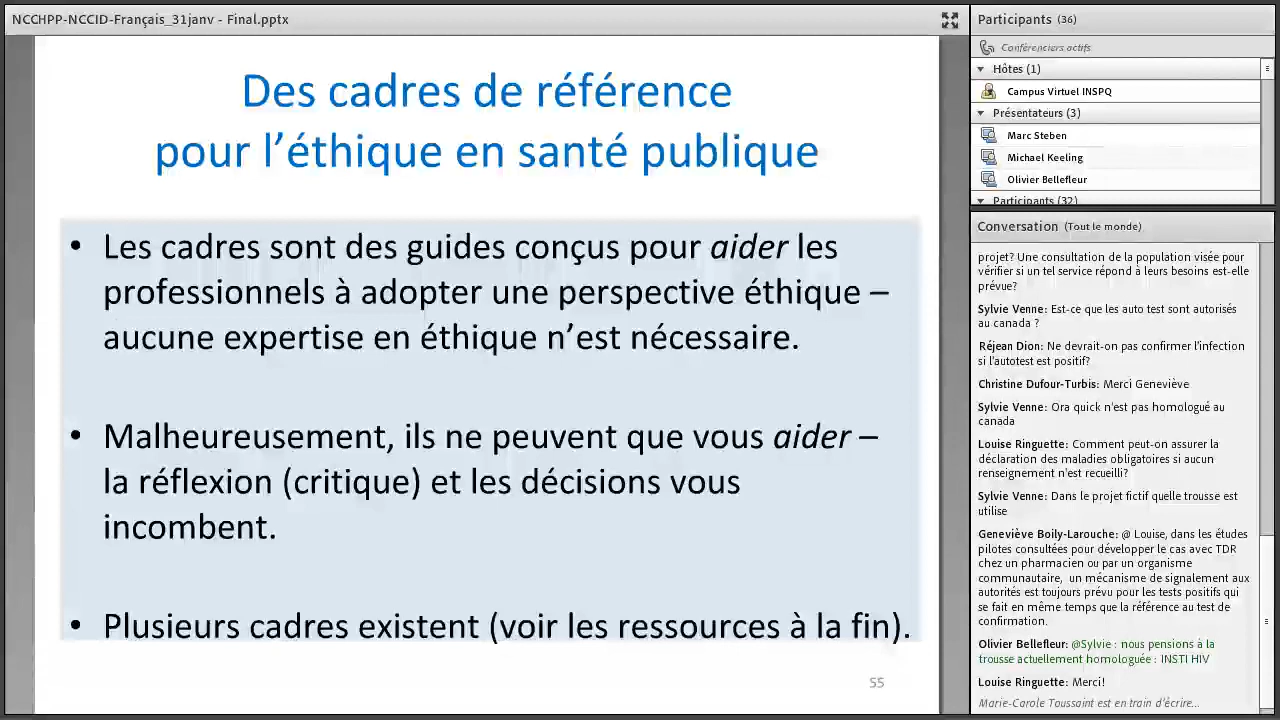 NCCHPP-NCCID-Français_31janv - Final.pptx
Des cadres de référence
pour l’éthique en santé publique
• Les cadres sont des guides conçus pour aider les
professionnels à adopter une perspective éthique –
aucune expertise en éthique n’est nécessaire.
• Malheureusement, ils ne peuvent que vous aider –
la réflexion (critique) et les décisions vous
incombent.
• Plusieurs cadres existent (voir les ressources à la fin).
55
Participants (36)
Conférenciers actifs
Hôtes (1)
Campus Virtuel INSPQ
Présentateurs (3)
Marc Steben
Michael Keeling
Olivier Bellefleur
Participants (32)
Conversation (Tout le monde)
projet? Une consultation de la population visée pour
vérifier si un tel service répond à leurs besoins est-elle
prévue?
Sylvie Venne: Est-ce que les auto test sont autorisés
au canada ?
Réjean Dion: Ne devrait-on pas confirmer l'infection
si l'autotest est positif?
Christine Dufour-Turbis: Merci Geneviève
Sylvie Venne: Ora quick n'est pas homologué au
canada
Louise Ringuette: Comment peut-on assurer la
déclaration des maladies obligatoires si aucun
renseignement n'est recueilli?
Sylvie Venne: Dans le projet fictif quelle trousse est
utilise
Geneviève Boily-Larouche: @ Louise, dans les études
pilotes consultées pour développer le cas avec TDR
chez un pharmacien ou par un organisme
communautaire, un mécanisme de signalement aux
autorités est toujours prévu pour les tests positifs qui
se fait en même temps que la référence au test de
confirmation.
Olivier Bellefleur: @Sylvie : nous pensions à la
trousse actuellement homologuée : INSTI HIV
Louise Ringuette: Merci!
Marie-Carole Toussaint est en train d'écrire...